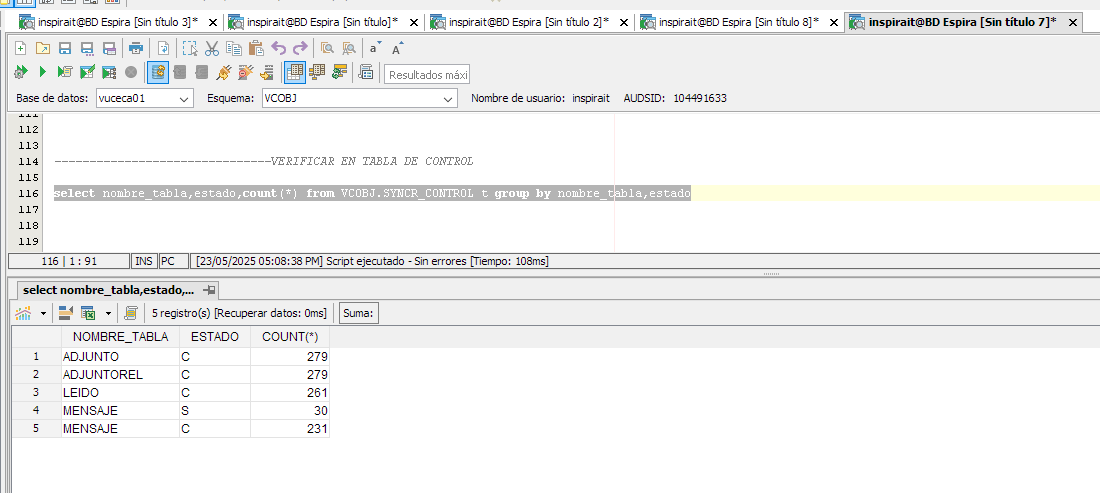 inspirait@BD Espira [Sin título 3]* inspirait@BD Espira [Sin título]* inspirait@BD Espira [Sin título 2]* inspirait@BD Espira [Sin título 8]* inspirait@BD Espira [Sin título 7]*
Resultados máxi
Base de datos: vuceca01 Esquema: VCOBJ Nombre de usuario: inspirait AUDSID: 104491633
111
112
113
114 -------------------------------VERIFICAR EN TABLA DE CONTROL
115
116 select nombre_tabla,estado,count(*) from VCOBJ.SYNCR_CONTROL t group by nombre_tabla,estado
117
118
119
116 | 1 : 91 INS PC [23/05/2025 05:08:38 PM] Script ejecutado - Sin errores [Tiempo: 108ms]
select nombre_tabla,estado,...
5 registro(s) [Recuperar datos: 0ms] Suma:
NOMBRE_TABLA ESTADO COUNT(*)
1 ADJUNTO C 279
2 ADJUNTOREL C 279
3 LEIDO C 261
4 MENSAJE S 30
5 MENSAJE C 231